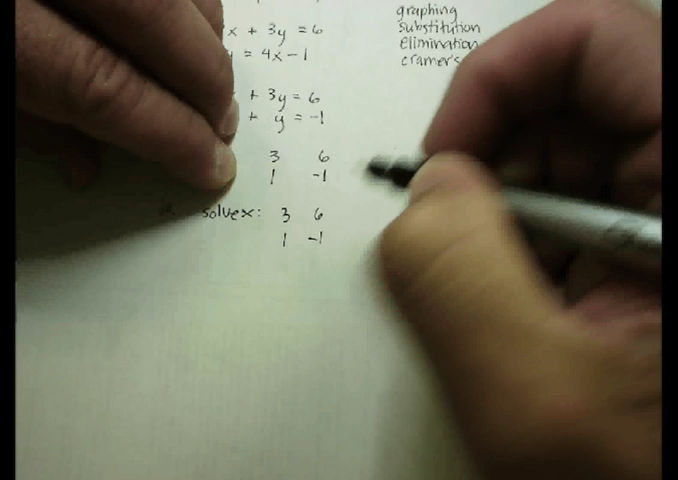 x + 3y = 6
= 4x - 1
+ 3y = 6
+ y = -1
3 6
1 -1
solve x: 3 6
1 -1
graphing
substitution
elimination
cramer's